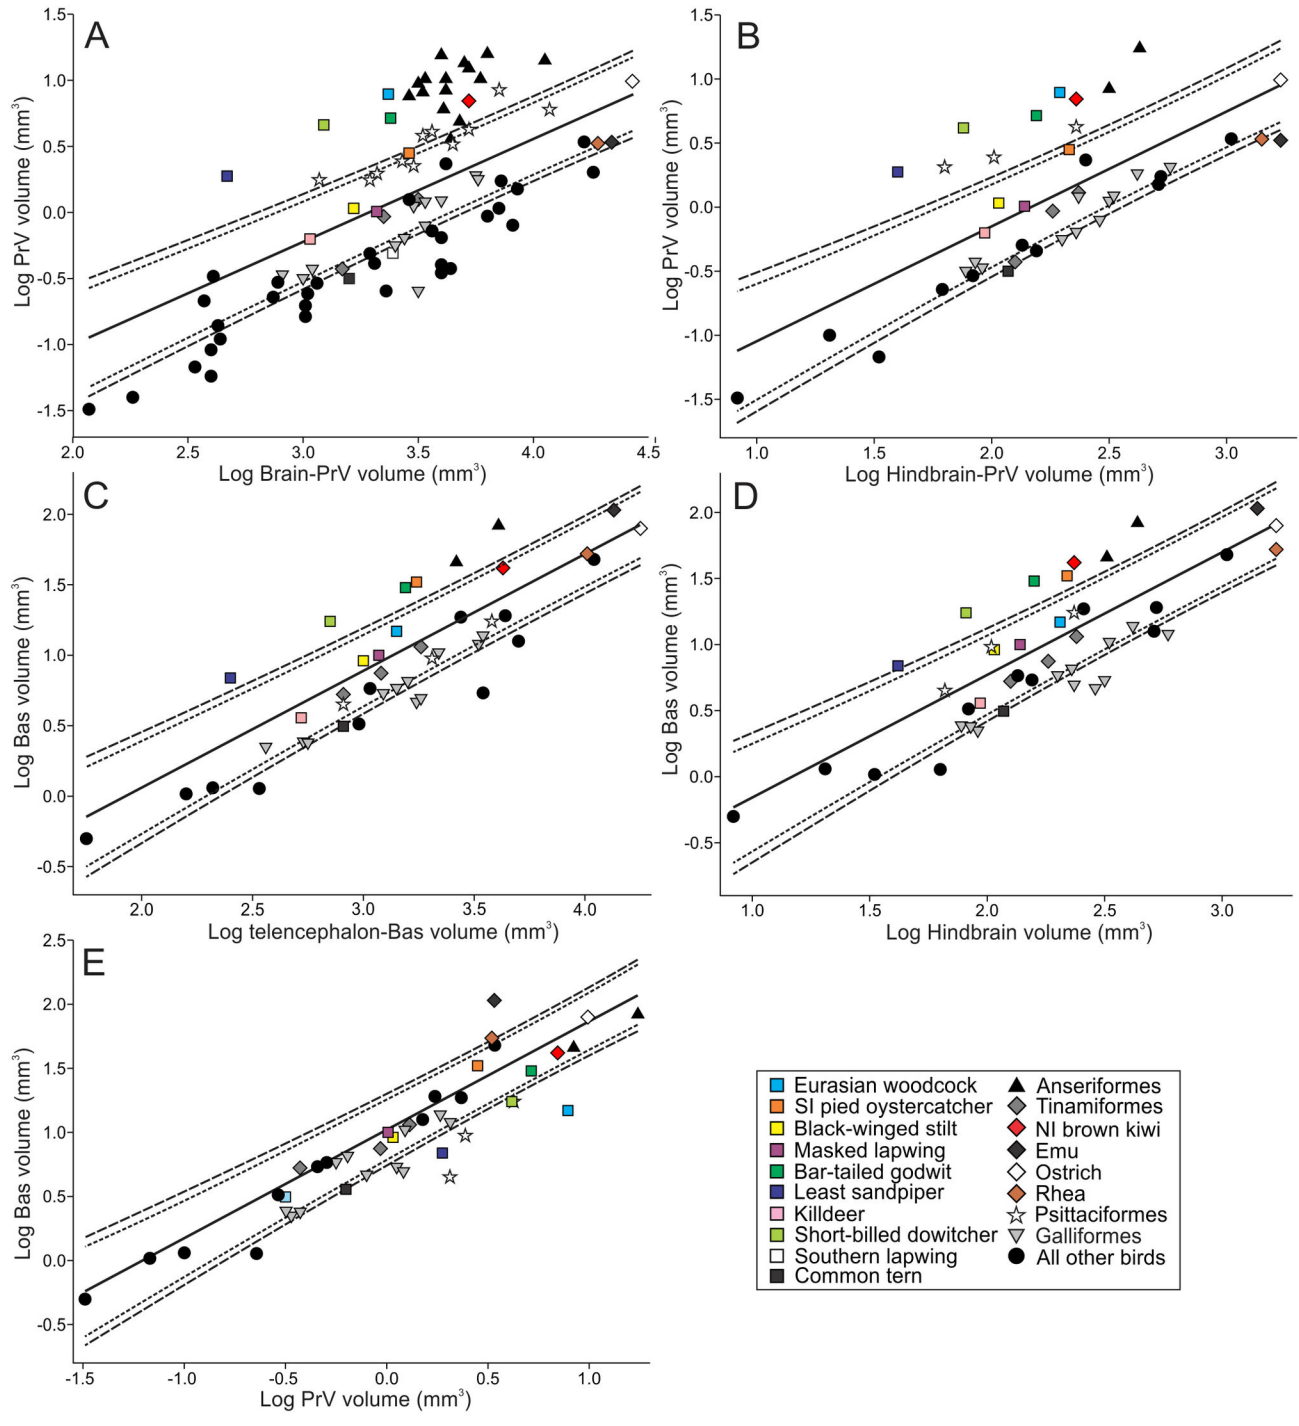 A
1.5
1.0
0.5
0.0
-0.5
-1.0
-1.5
Log PrV volume (mm³)
2.0 2.5 3.0 3.5 4.0 4.5
Log Brain-PrV volume (mm³)
B
1.5
1.0
0.5
0.0
-0.5
-1.0
-1.5
Log PrV volume (mm³)
1.0 1.5 2.0 2.5 3.0
Log Hindbrain-PrV volume (mm³)
C
2.0
1.5
1.0
0.5
0.0
-0.5
Log Bas volume (mm³)
2.0 2.5 3.0 3.5 4.0
Log telencephalon-Bas volume (mm³)
D
2.0
1.5
1.0
0.5
0.0
-0.5
Log Bas volume (mm³)
1.0 1.5 2.0 2.5 3.0
Log Hindbrain volume (mm³)
E
2.5
2.0
1.5
1.0
0.5
0.0
-0.5
Log Bas volume (mm³)
-1.5 -1.0 -0.5 0.0 0.5 1.0
Log PrV volume (mm³)
Eurasian woodcock
SI pied oystercatcher
Black-winged stilt
Masked lapwing
Bar-tailed godwit
Least sandpiper
Killdeer
Short-billed dowitcher
Southern lapwing
Common tern
Anseriformes
Tinamiformes
NI brown kiwi
Emu
Ostrich
Rhea
Psittaciformes
Galliformes
All other birds